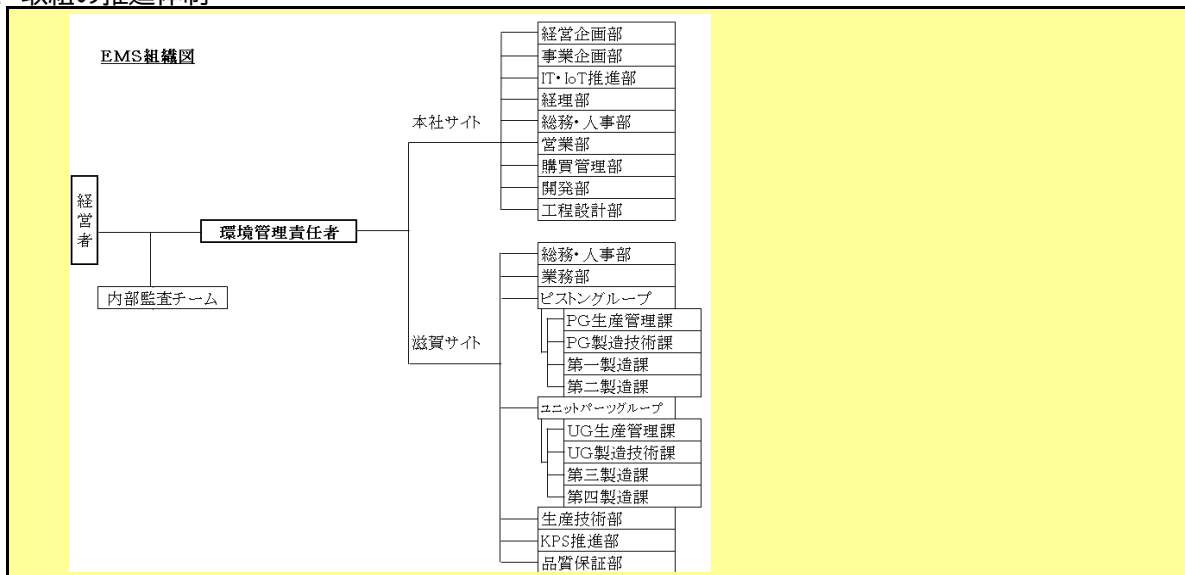 取組の推進体制
EMS組織図
経営者
環境管理責任者
内部監査チーム
本社サイト
経営企画部
事業企画部
IT・IoT推進部
経理部
総務・人事部
営業部
購買管理部
開発部
工程設計部
滋賀サイト
総務・人事部
業務部
ピストングループ
PG生産管理課
PG製造技術課
第一製造課
第二製造課
ユニットパーツグループ
UG生産管理課
UG製造技術課
第三製造課
第四製造課
生産技術部
KPS推進部
品質保証部